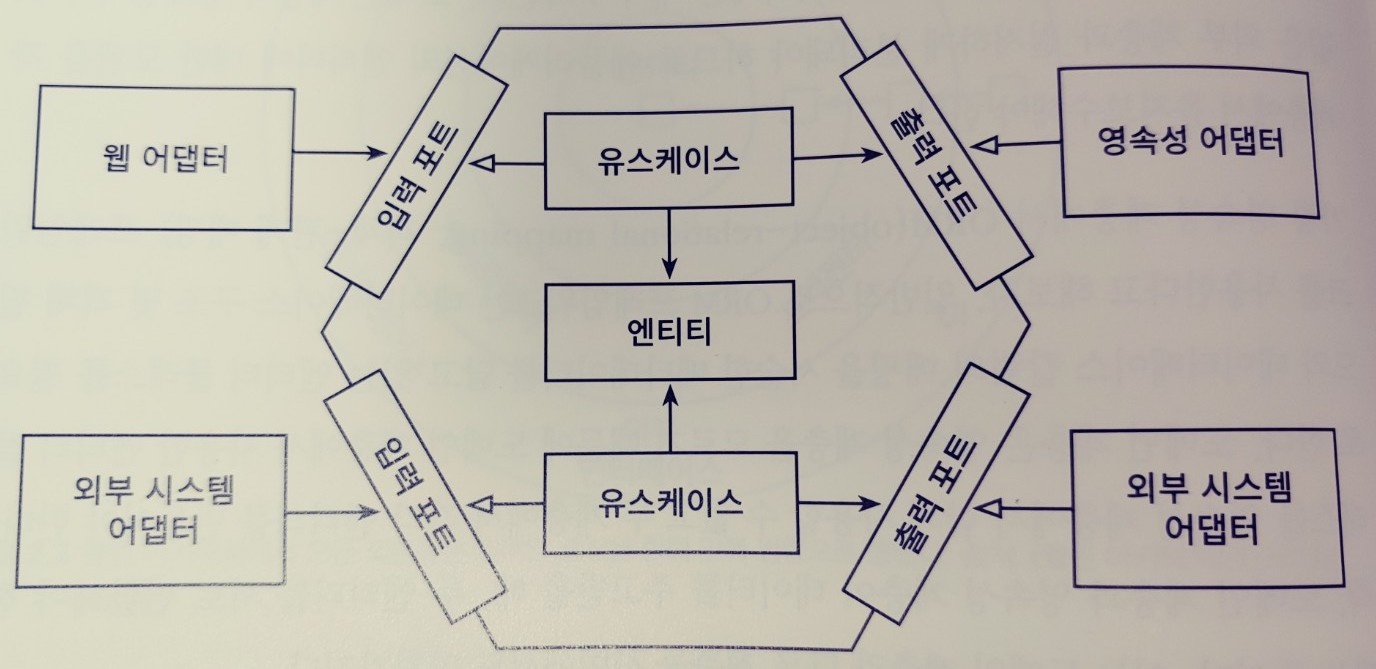 웹 어댑터
입력 포트
유스케이스
출력 포트
영속성 어댑터
엔티티
외부 시스템
어댑터
입력 포트
유스케이스
출력 포트
외부 시스템
어댑터